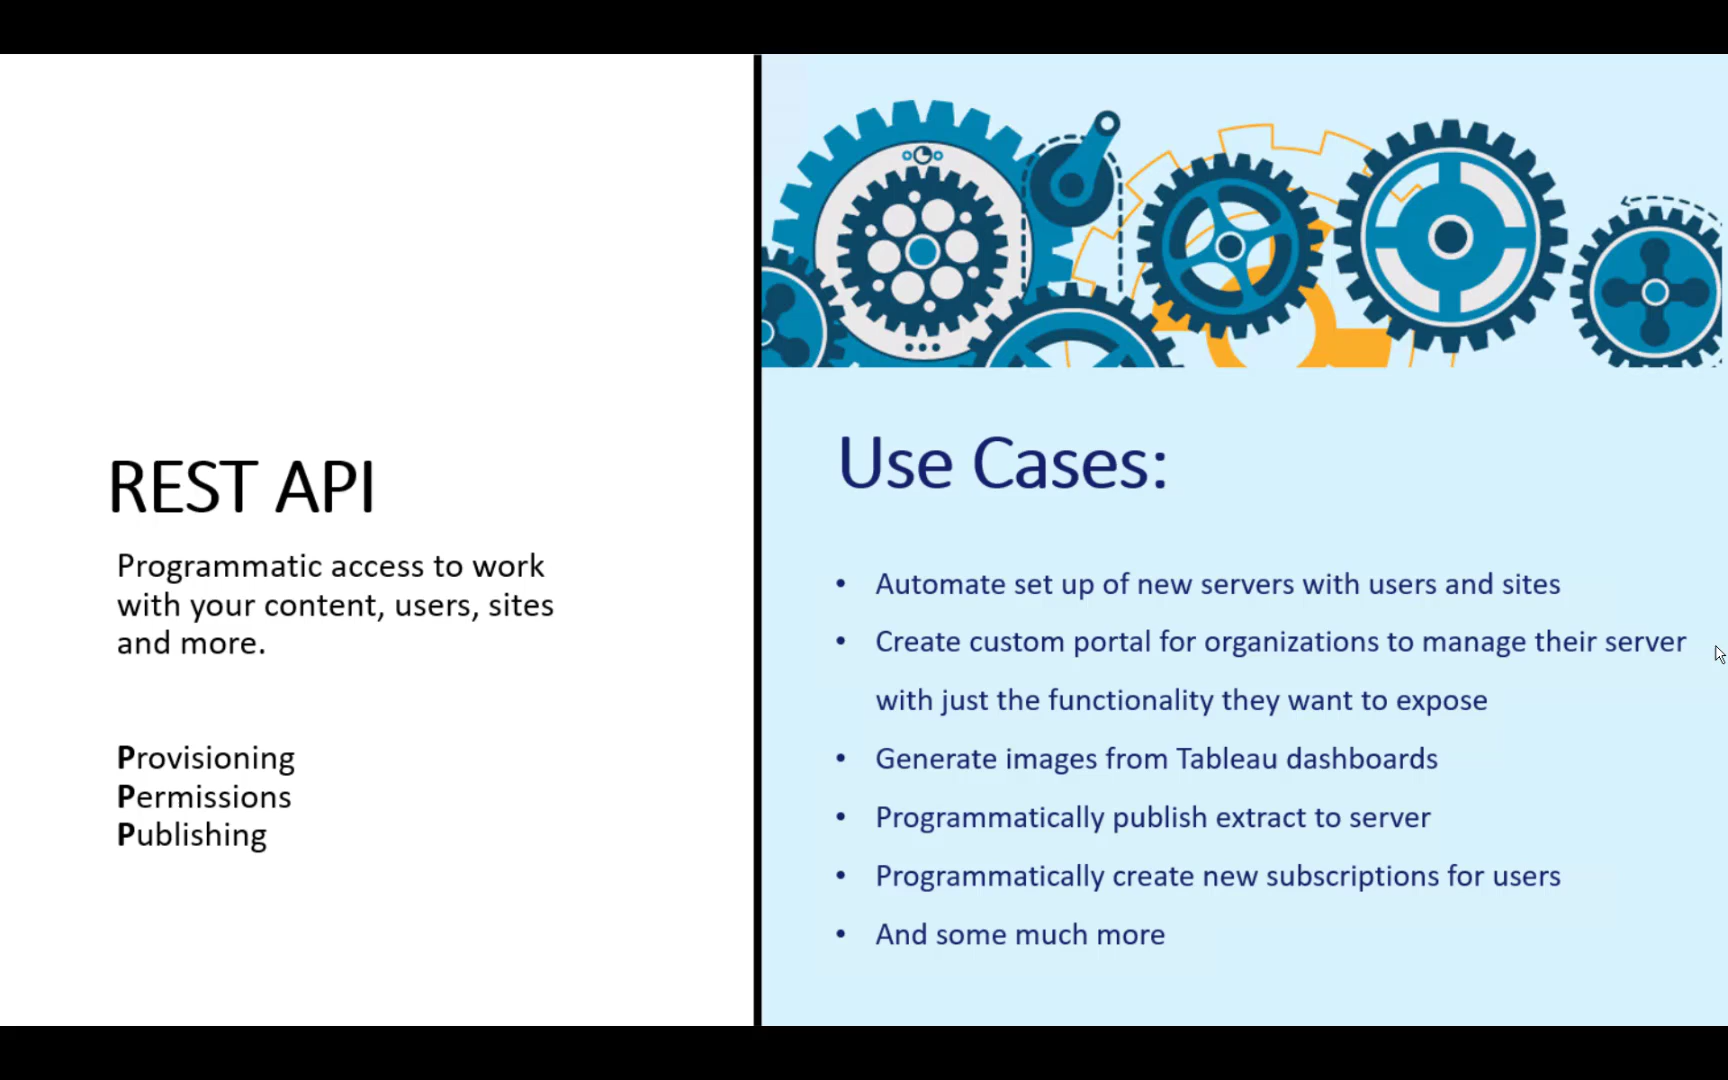 REST API
Programmatic access to work
with your content, users, sites
and more.
Provisioning
Permissions
Publishing
Use Cases:
• Automate set up of new servers with users and sites
• Create custom portal for organizations to manage their server
with just the functionality they want to expose
• Generate images from Tableau dashboards
• Programmatically publish extract to server
• Programmatically create new subscriptions for users
• And some much more